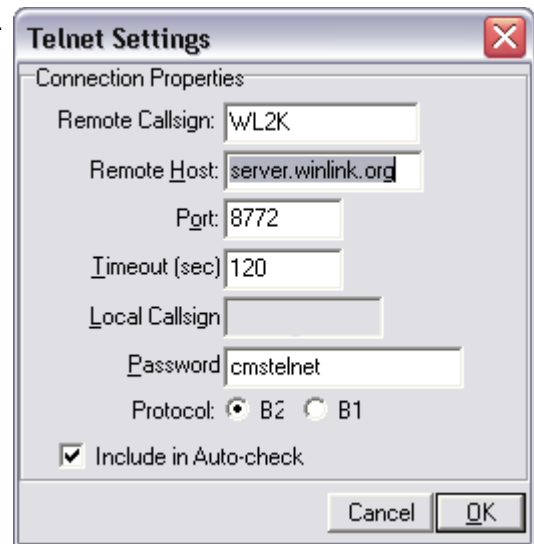 Telnet Settings
Connection Properties
Remote Callsign: WL2K
Remote Host: server.winlink.org
Port: 8772
Timeout (sec) 120
Local Callsign
Password cmstelnet
Protocol: B2 B1
Include in Auto-check
Cancel OK